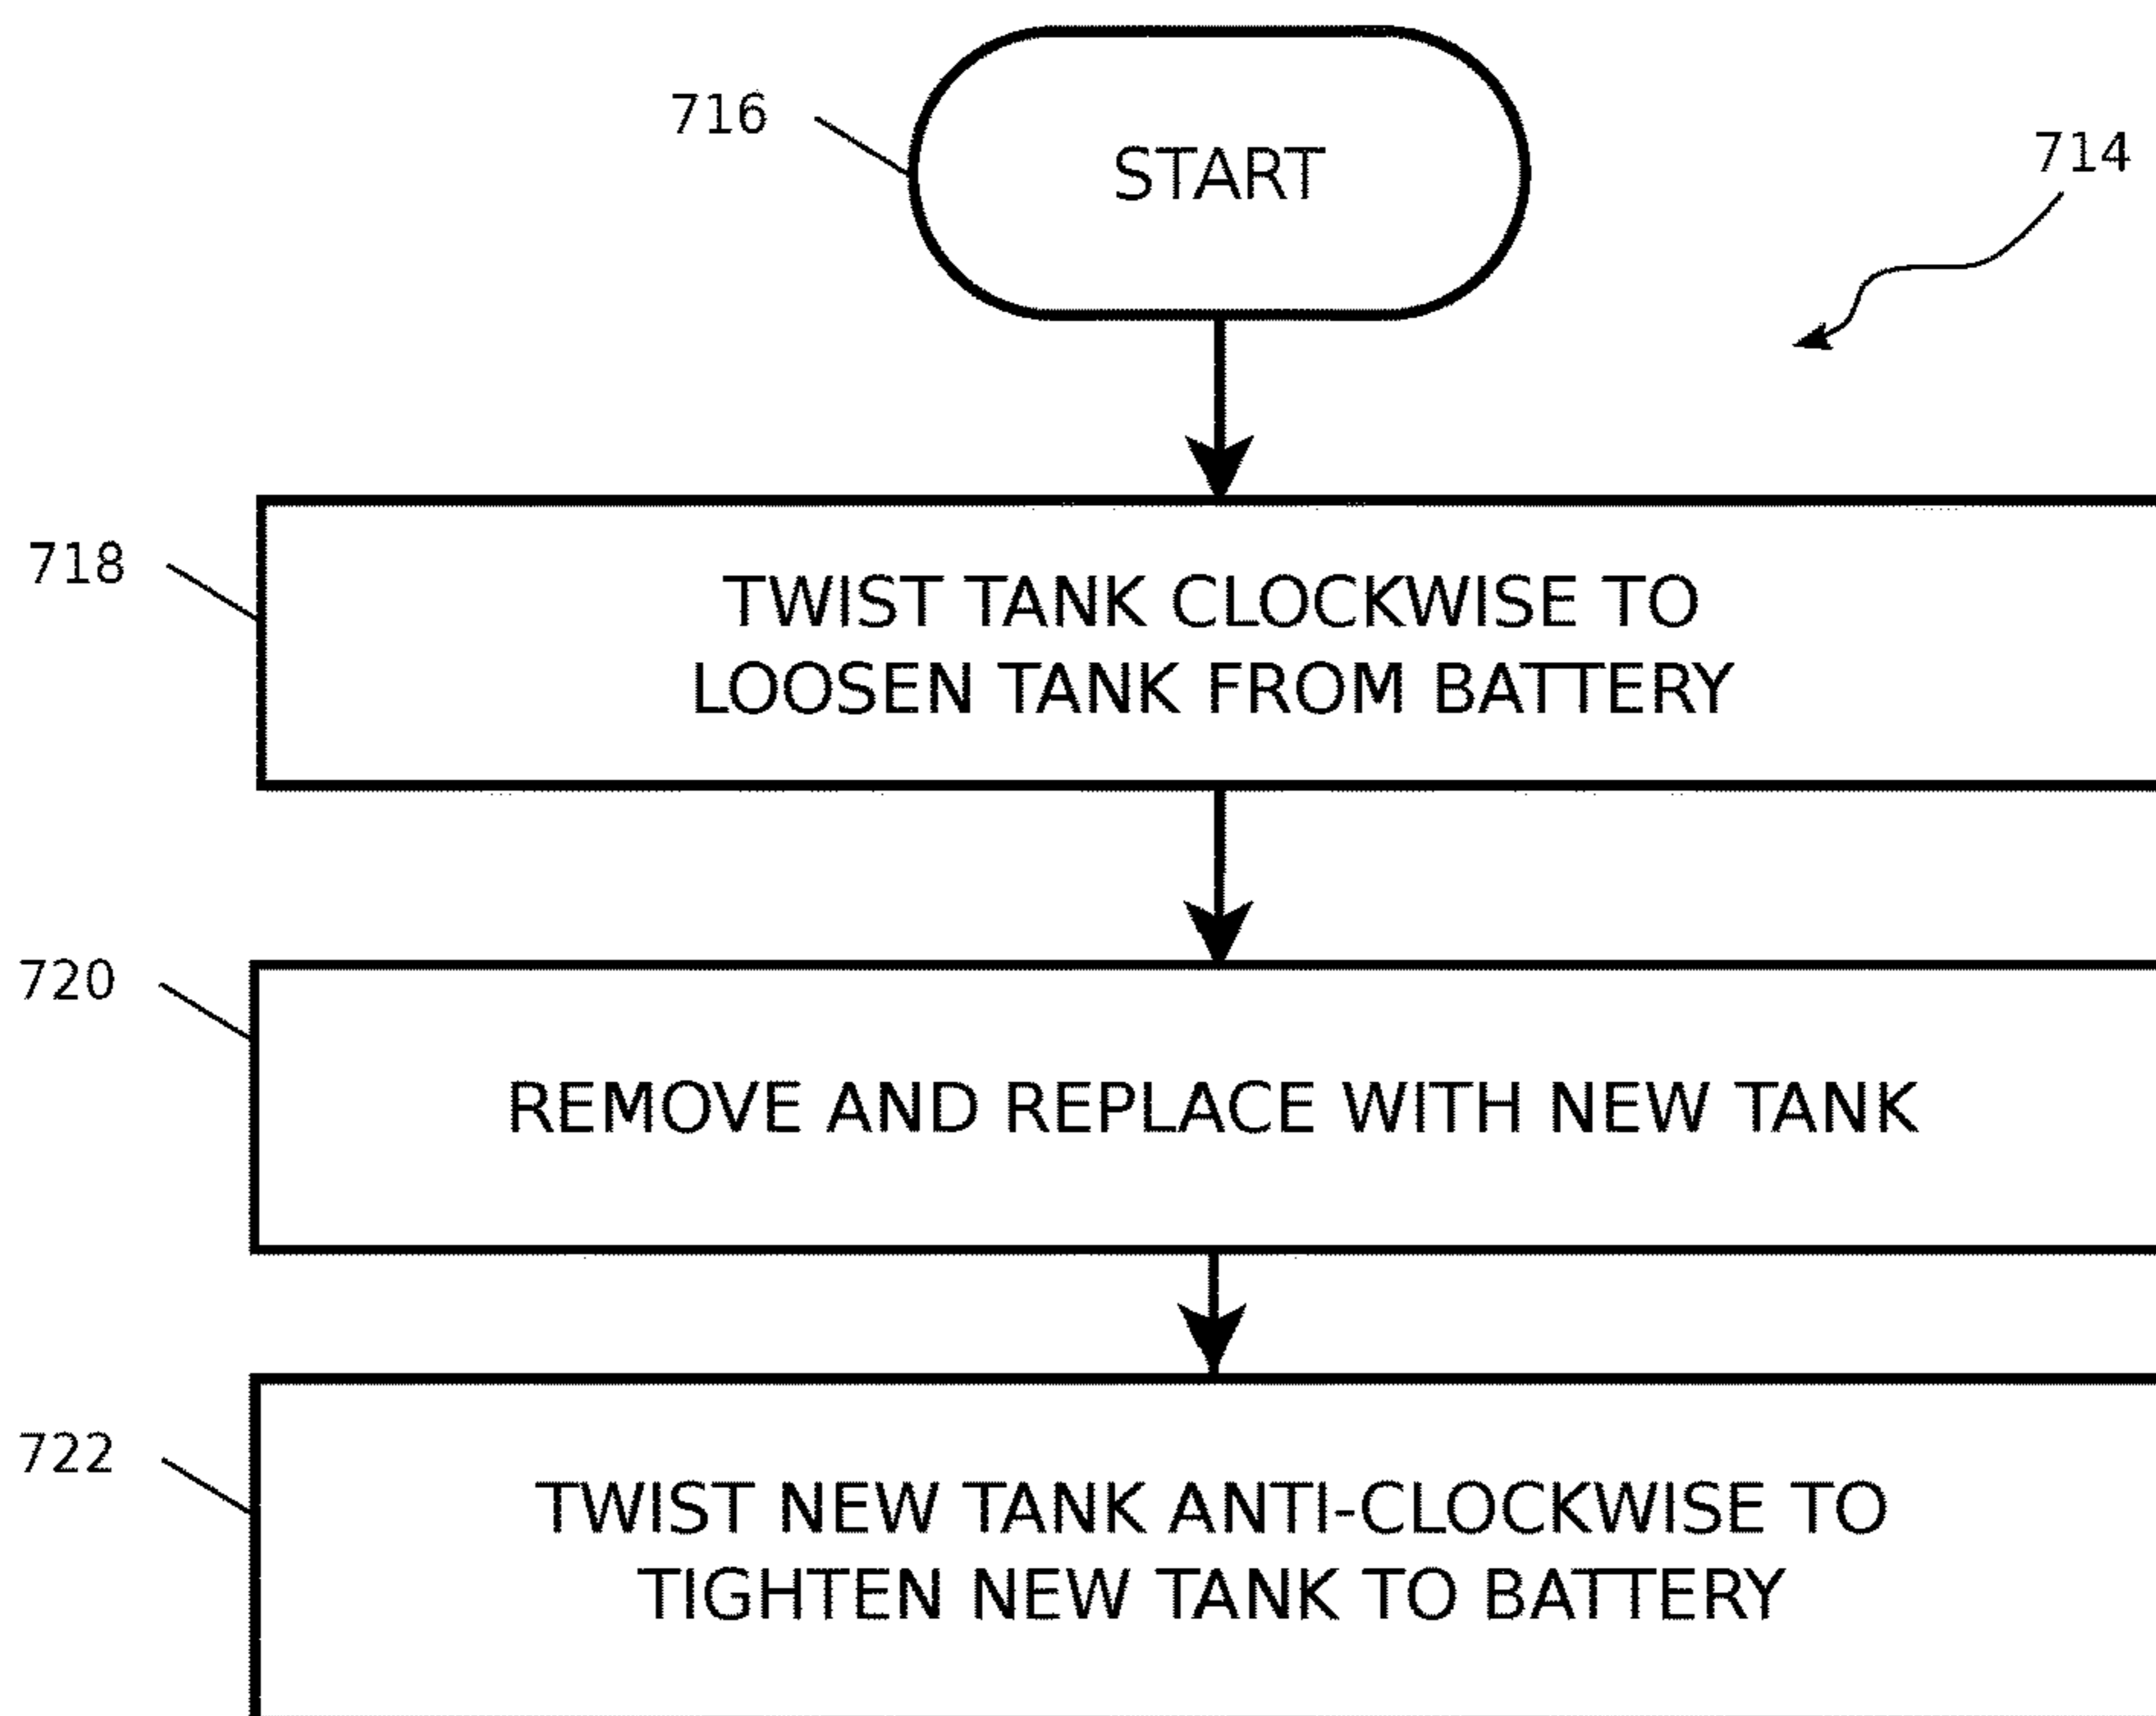 716
START
714
718
TWIST TANK CLOCKWISE TO
LOOSEN TANK FROM BATTERY
720
REMOVE AND REPLACE WITH NEW TANK
722
TWIST NEW TANK ANTI-CLOCKWISE TO
TIGHTEN NEW TANK TO BATTERY